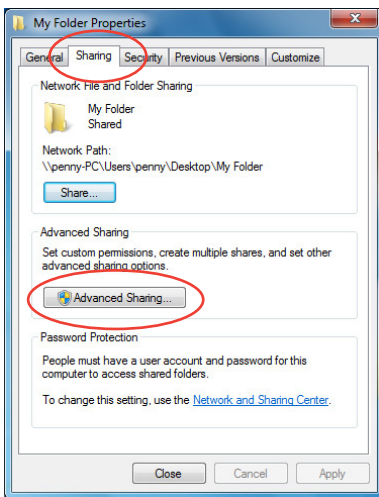 My Folder Properties
General Sharing Security Previous Versions Customize
Network File and Folder Sharing
My Folder
Shared
Network Path:
\\penny-PC\Users\penny\Desktop\My Folder
Share...
Advanced Sharing
Set custom permissions, create multiple shares, and set other
advanced sharing options.
Advanced Sharing...
Password Protection
People must have a user account and password for this
computer to access shared folders.
To change this setting, use the Network and Sharing Center.
Close Cancel Apply